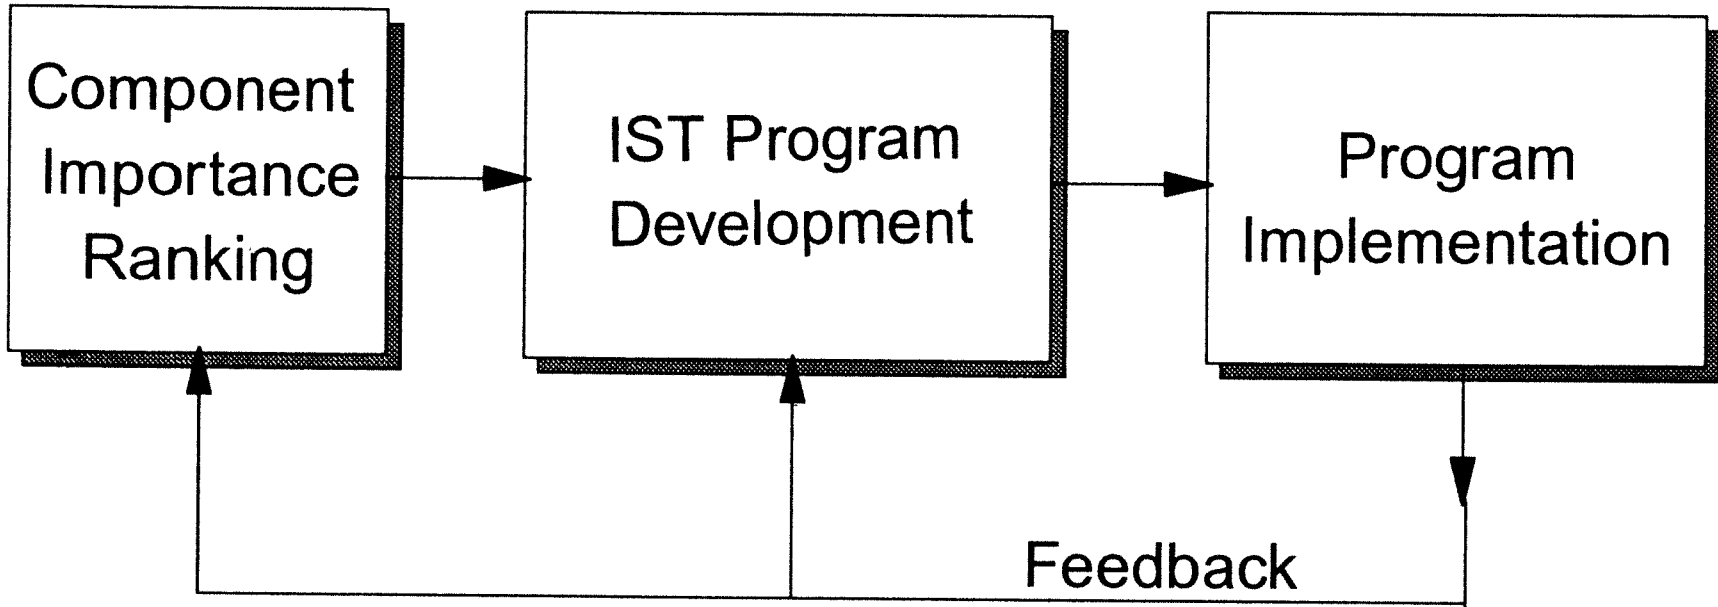 Component
Importance
Ranking
IST Program
Development
Program
Implementation
Feedback